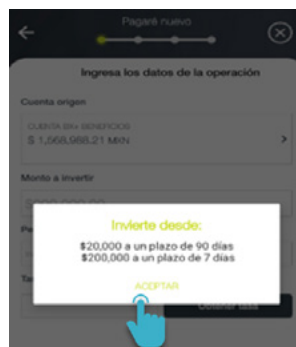 Pagaré nuevo
Ingresa los datos de la operación
Cuenta origen
CUENTA BX+ BENEFICIOS
$ 1,568,988.21 MXN
Monto a invertir
Invierte desde:
$20,000 a un plazo de 90 días
$200,000 a un plazo de 7 días
ACEPTAR
Obtener tasa